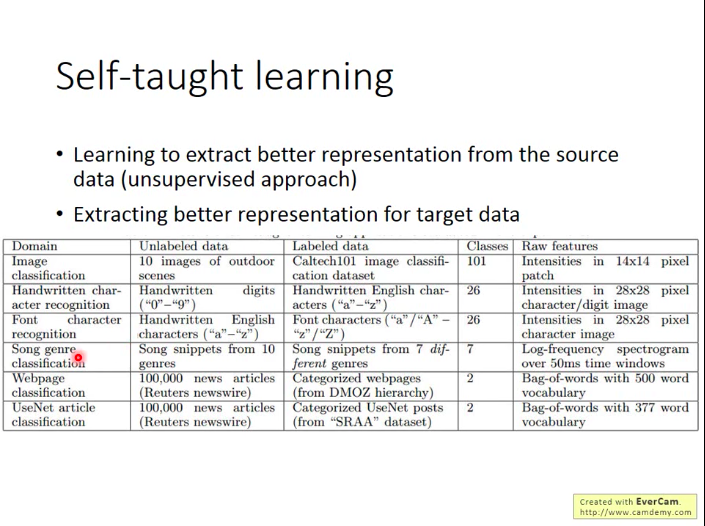 Self-taught learning
• Learning to extract better representation from the source
data (unsupervised approach)
• Extracting better representation for target data
Domain Unlabeled data Labeled data Classes Raw features
Image classification 10 images of outdoor scenes Caltech101 image classification dataset 101 Intensities in 14x14 pixel patch
Handwritten character recognition Handwritten digits (“0”–“9”) Handwritten English characters (“a”–“z”) 26 Intensities in 28x28 pixel character/digit image
Font character recognition Handwritten English characters (“a”–“z”) Font characters (“a”/“A” – “z”/“Z”) 26 Intensities in 28x28 pixel character image
Song genre classification Song snippets from 10 genres Song snippets from 7 different genres 7 Log-frequency spectrogram over 50ms time windows
Webpage classification 100,000 news articles (Reuters newswire) Categorized webpages (from DMOZ hierarchy) 2 Bag-of-words with 500 word vocabulary
UseNet article classification 100,000 news articles (Reuters newswire) Categorized UseNet posts (from “SRAA” dataset) 2 Bag-of-words with 377 word vocabulary
Created with EverCam.
http://www.camdemy.com